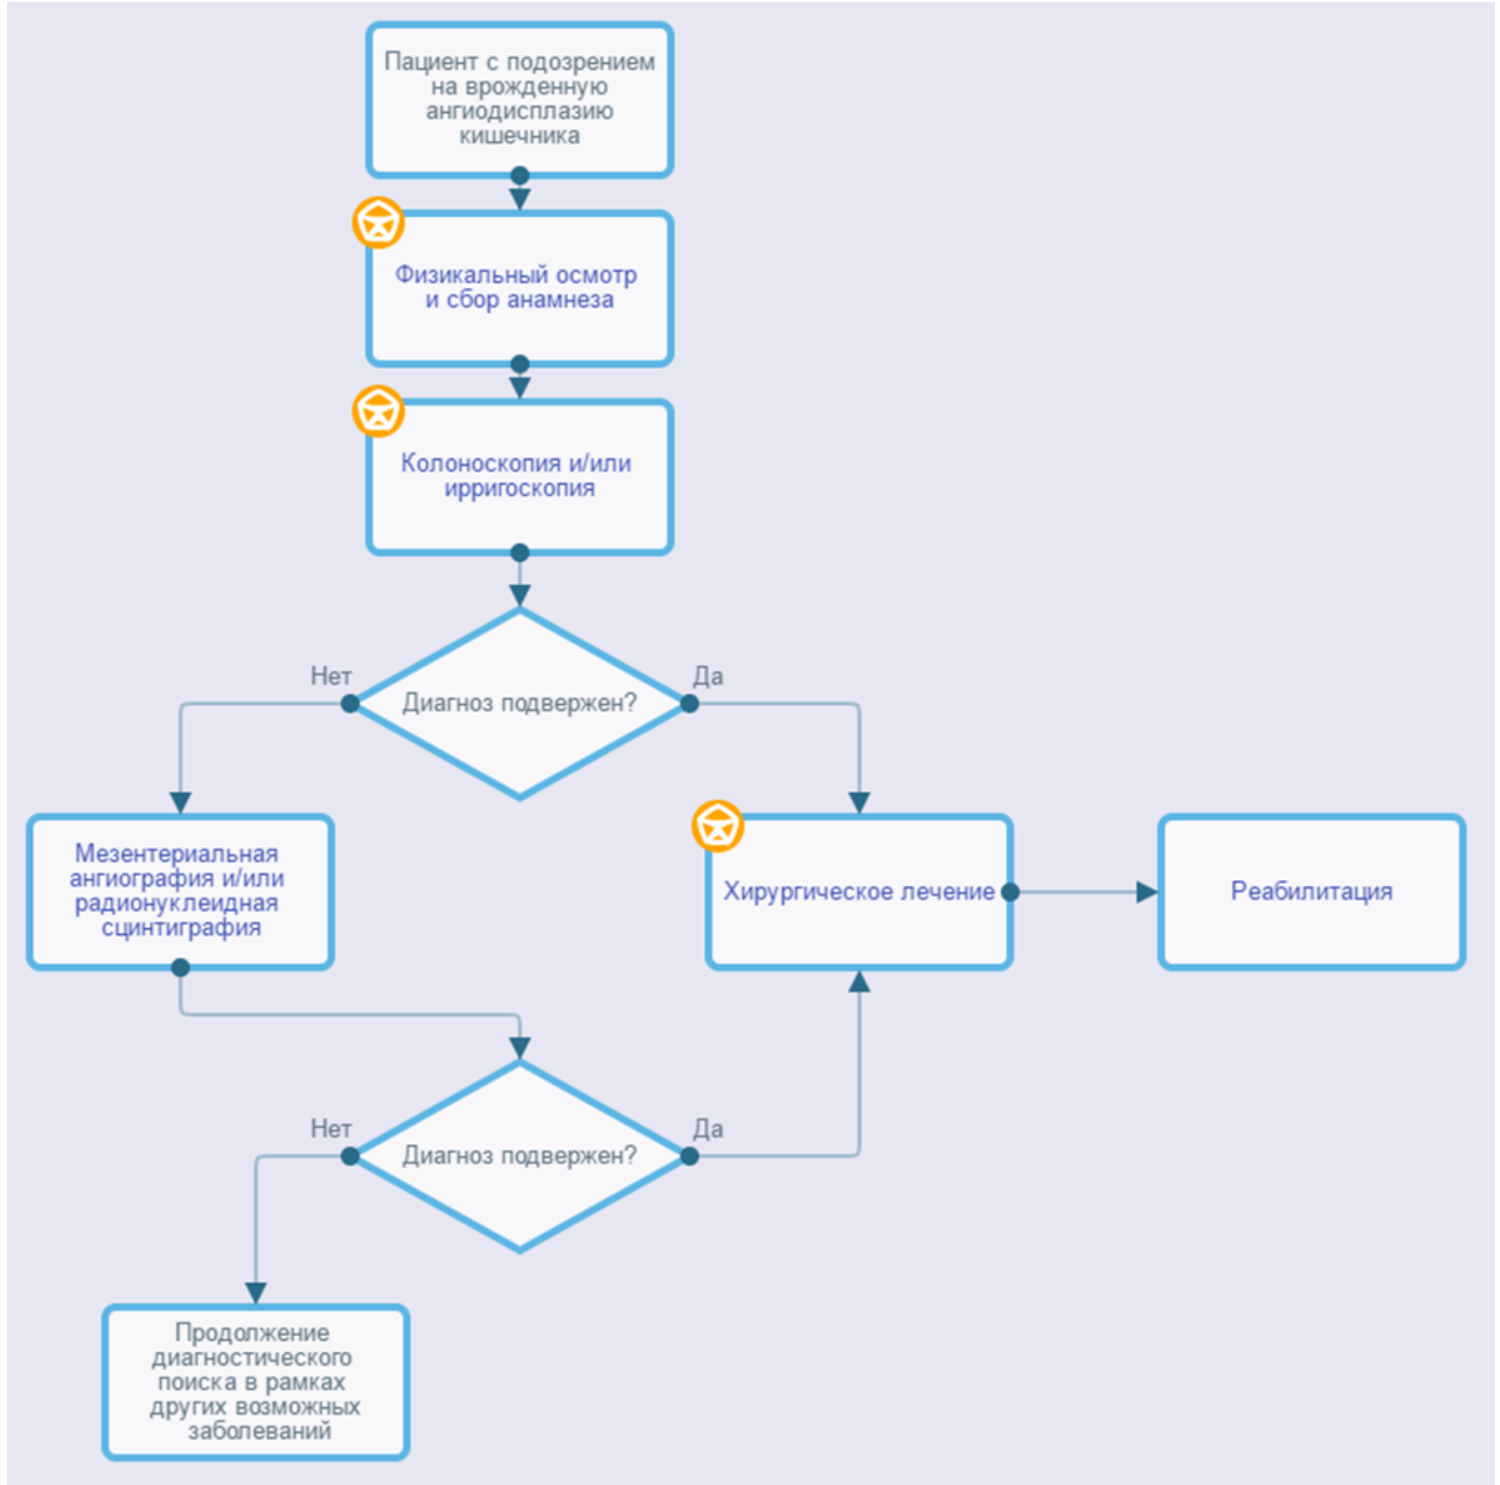 Пациент с подозрением
на врожденную
ангиодисплазию
кишечника
Физикальный осмотр
и сбор анамнеза
Колоноскопия и/или
ирригоскопия
Нет
Да
Диагноз подвержен?
Мезентериальная
ангиография и/или
радионуклеидная
сцинтиграфия
Хирургическое лечение
Реабилитация
Нет
Да
Диагноз подвержен?
Продолжение
диагностического
поиска в рамках
других возможных
заболеваний